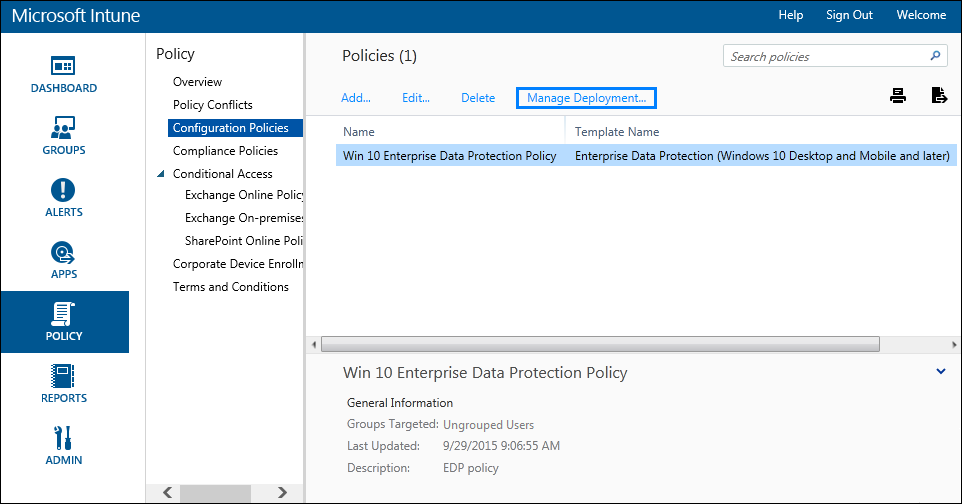 Microsoft Intune
Help Sign Out Welcome
DASHBOARD
GROUPS
ALERTS
APPS
POLICY
REPORTS
ADMIN
Policy
Overview
Policy Conflicts
Configuration Policies
Compliance Policies
Conditional Access
Exchange Online Policy
Exchange On-premises
SharePoint Online Poli
Corporate Device Enrolln
Terms and Conditions
Policies (1)
Search policies
Add... Edit... Delete Manage Deployment...
Name Template Name
Win 10 Enterprise Data Protection Policy Enterprise Data Protection (Windows 10 Desktop and Mobile and later)
Win 10 Enterprise Data Protection Policy
General Information
Groups Targeted: Ungrouped Users
Last Updated: 9/29/2015 9:06:55 AM
Description: EDP policy